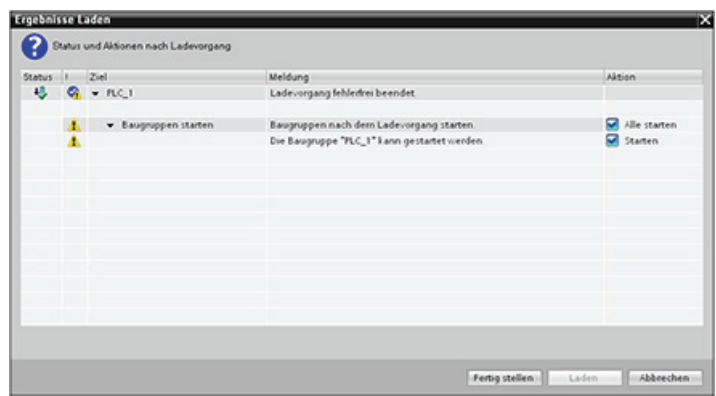 Ergebnisse Laden
Status und Aktionen nach Ladevorgang
Status ! Ziel Meldung Aktion
PLC_1 Ladevorgang fehlerfrei beendet.
Baugruppen starten Baugruppen nach dem Ladevorgang starten. Alle starten
Die Baugruppe "PLC_1" kann gestartet werden. Starten
Fertig stellen Laden Abbrechen